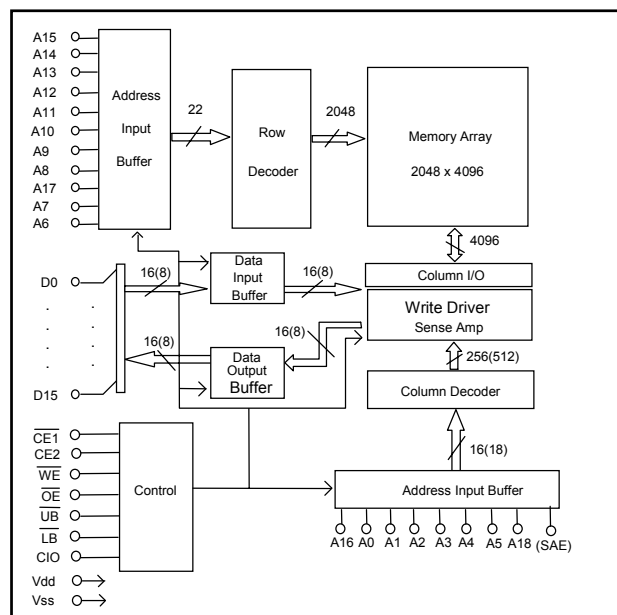 A15
A14
A13
A12
A11
A10
A9
A8
A17
A7
A6
Address
Input
Buffer
22
Row
Decoder
2048
Memory Array
2048 x 4096
4096
D0
.
.
.
.
D15
.
.
.
.
16(8)
Data
Input
Buffer
16(8)
Column I/O
Write Driver
Sense Amp
16(8)
16(8)
Data
Output
Buffer
256(512)
Column Decoder
16(18)
Address Input Buffer
A16
A0
A1
A2
A3
A4
A5
A18
(SAE)
CE1
CE2
WE
OE
UB
LB
CIO
Control
Vdd
Vss